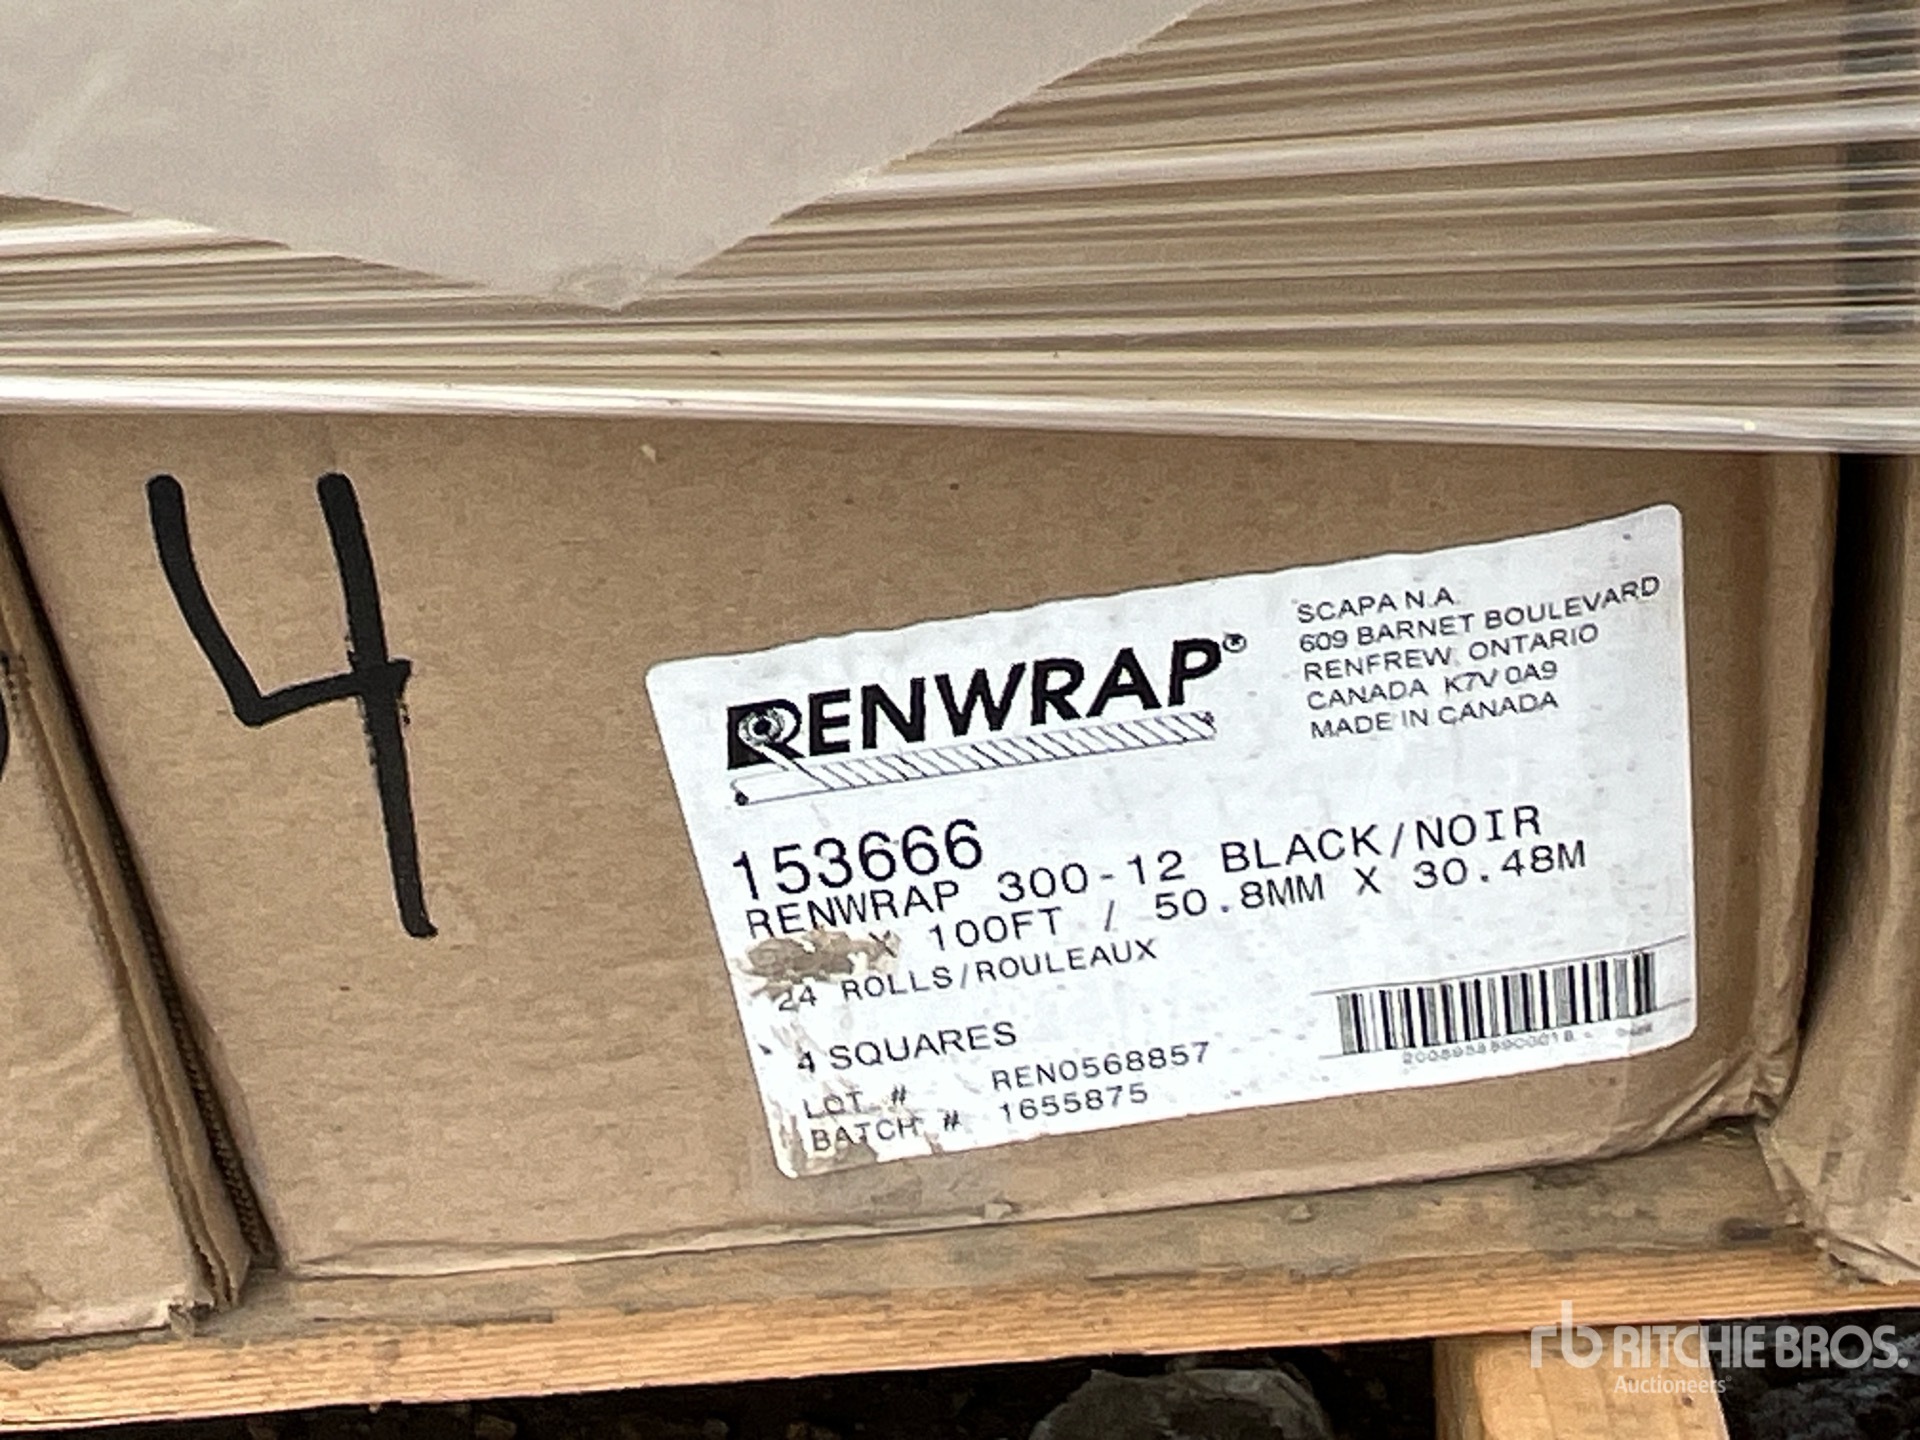 4
RENWRAP®
SCAPA N.A.
609 BARNET BOULEVARD
RENFREW, ONTARIO
CANADA K7V 0A9
MADE IN CANADA
153666
RENWRAP 300-12 BLACK/NOIR
X 100FT / 50.8MM X 30.48M
24 ROLLS/ROULEAUX
4 SQUARES
LOT # REN0568857
BATCH # 1655875
rb RITCHIE BROS.
Auctioneers